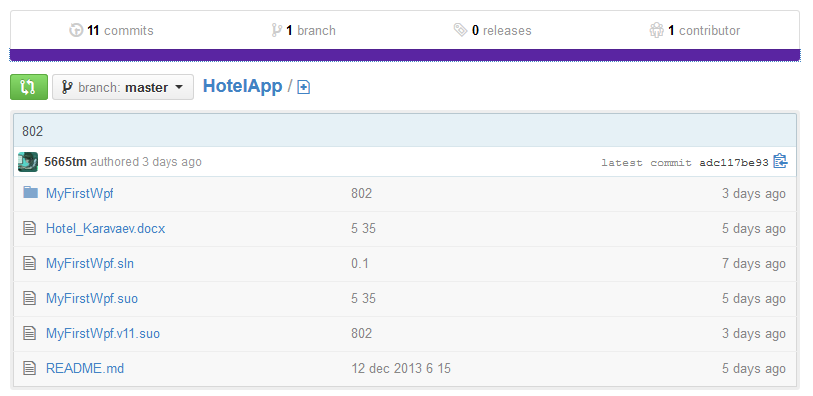 11 commits 1 branch 0 releases 1 contributor
branch: master HotelApp /
802
5665tm authored 3 days ago latest commit adc117be93
MyFirstWpf 802 3 days ago
Hotel_Karavaev.docx 5 35 5 days ago
MyFirstWpf.sln 0.1 7 days ago
MyFirstWpf.suo 5 35 5 days ago
MyFirstWpf.v11.suo 802 3 days ago
README.md 12 dec 2013 6 15 5 days ago